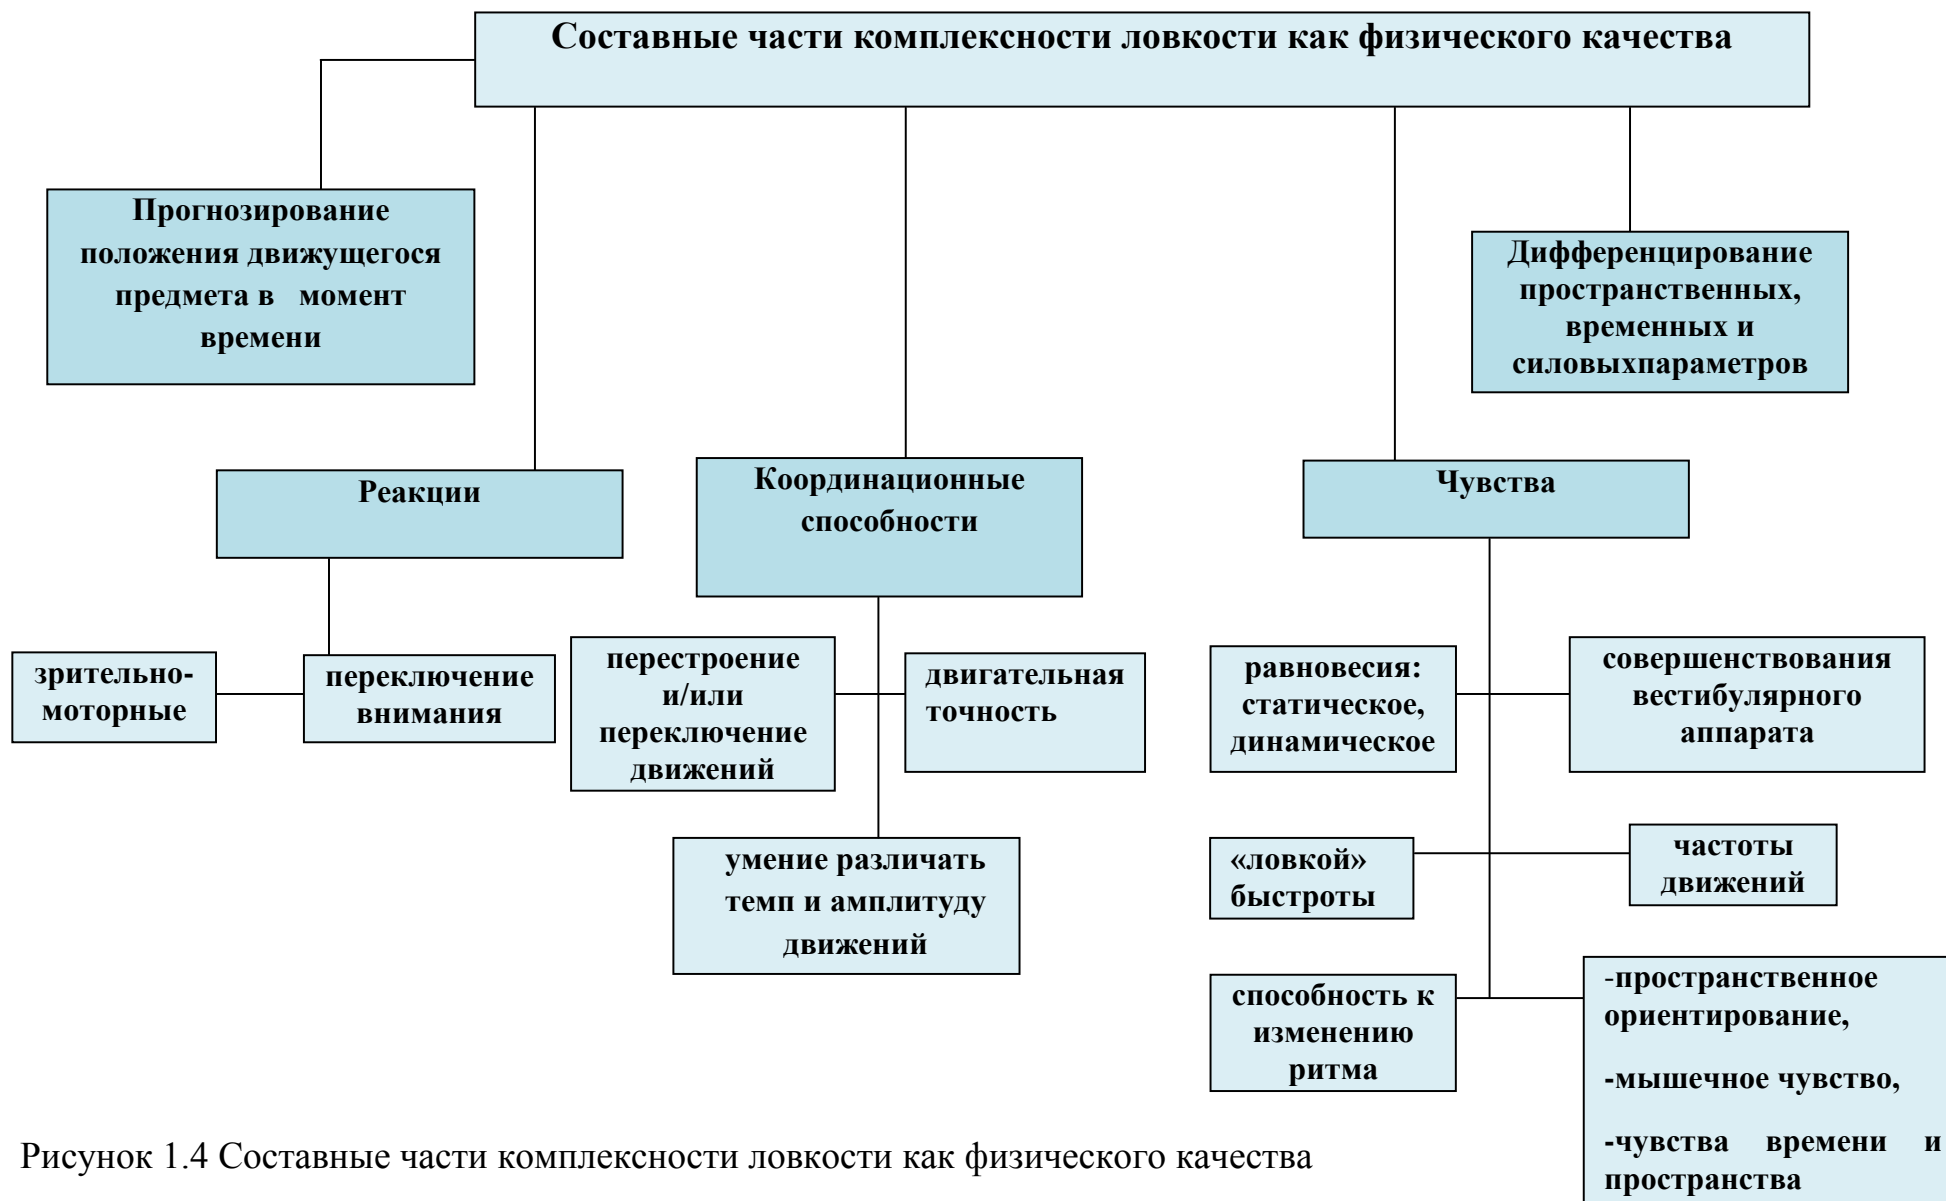 Составные части комплексности ловкости как физического качества
Прогнозирование
положения движущегося
предмета в момент
времени
Дифференцирование
пространственных,
временных и
силовыхпараметров
Реакции
Координационные
способности
Чувства
зрительно-
моторные
переключение
внимания
перестроение
и/или
переключение
движений
двигательная
точность
умение различать
темп и амплитуду
движений
равновесия:
статическое,
динамическое
совершенствования
вестибулярного
аппарата
«ловкой»
быстроты
частоты
движений
способность к
изменению
ритма
-пространственное
ориентирование,
-мышечное чувство,
-чувства времени и
пространства
Рисунок 1.4 Составные части комплексности ловкости как физического качества